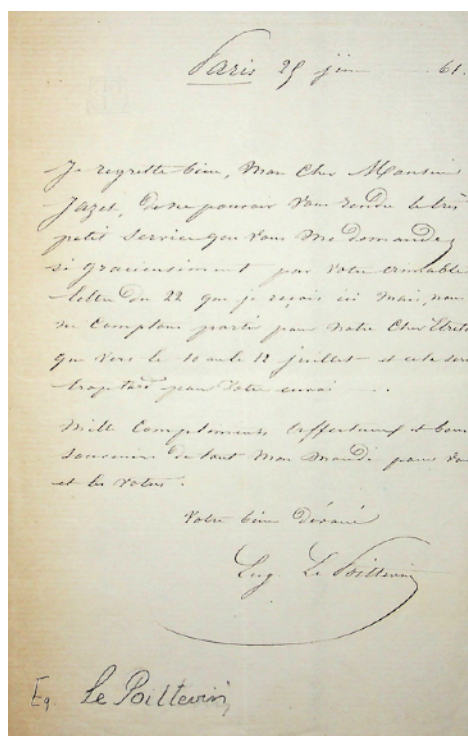 Paris 25 juin 61.
Je regrette bien, Mon Cher Monsieur
Jazet, de ne pouvoir vous rendre le très
petit service que vous me demandez
si gracieusement par votre aimable
lettre du 22 que je reçois ici Mais, nous
ne Comptons partir pour notre Cher Etretat
que vers le 10 ou le 12 juillet et cela sera
trop tard pour votre envoi
Mille Compliments affectueux et bons
souvenirs de tout Mon Monde pour vous
et les vôtres.
Votre bien dévoué
Eug. Le Poittevin
Eg. Le Poittevin